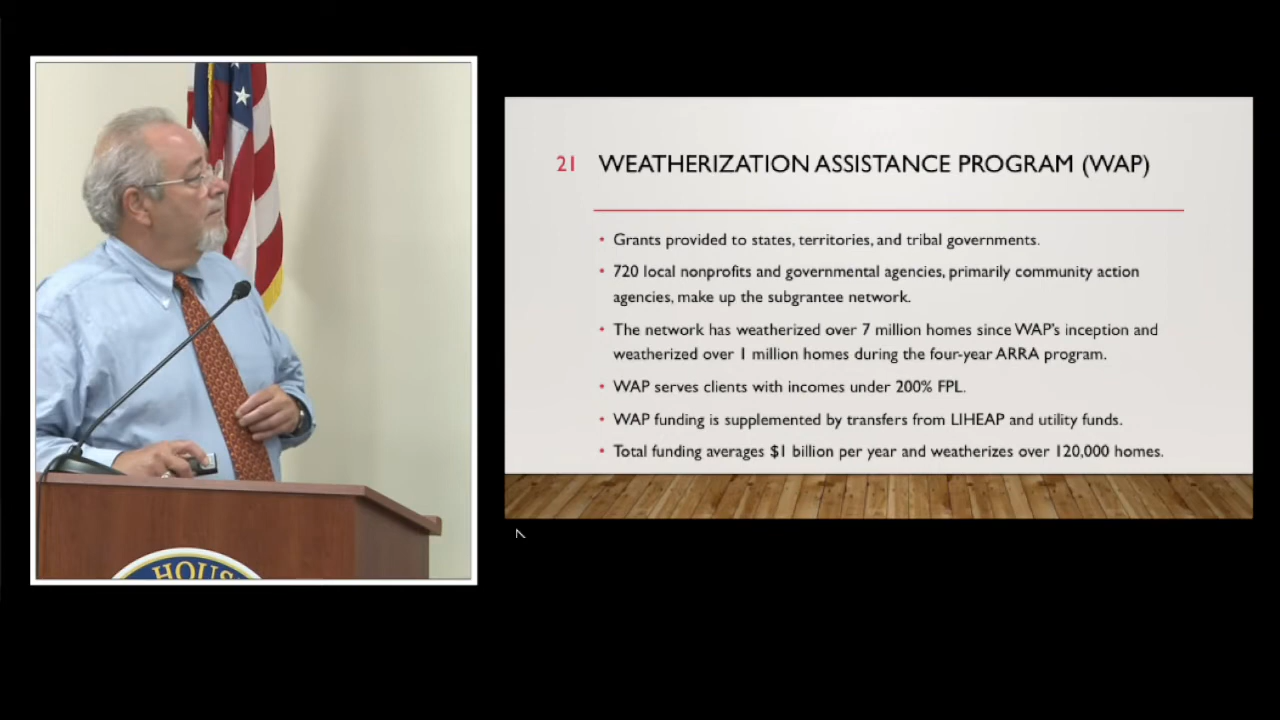 21 WEATHERIZATION ASSISTANCE PROGRAM (WAP)
• Grants provided to states, territories, and tribal governments.
• 720 local nonprofits and governmental agencies, primarily community action
agencies, make up the subgrantee network.
• The network has weatherized over 7 million homes since WAP's inception and
weatherized over 1 million homes during the four-year ARRA program.
• WAP serves clients with incomes under 200% FPL.
• WAP funding is supplemented by transfers from LIHEAP and utility funds.
• Total funding averages $1 billion per year and weatherizes over 120,000 homes.